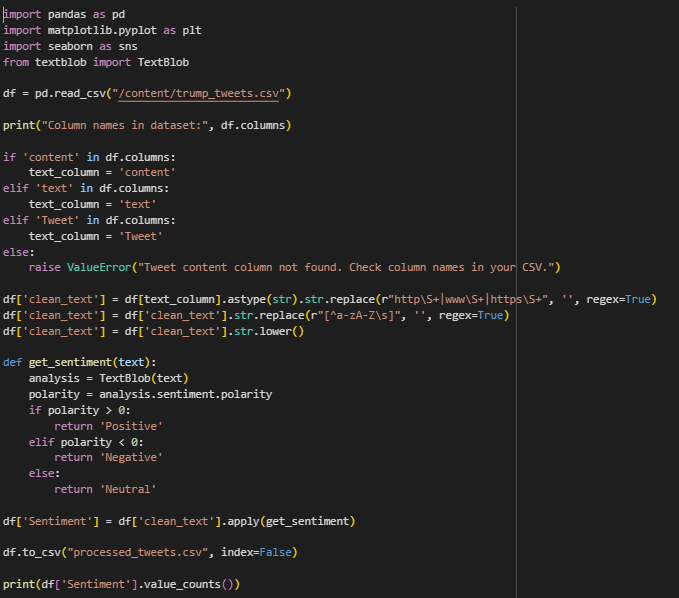 import pandas as pd
import matplotlib.pyplot as plt
import seaborn as sns
from textblob import TextBlob

df = pd.read_csv("/content/trump_tweets.csv")

print("Column names in dataset:", df.columns)

if 'content' in df.columns:
    text_column = 'content'
elif 'text' in df.columns:
    text_column = 'text'
elif 'Tweet' in df.columns:
    text_column = 'Tweet'
else:
    raise ValueError("Tweet content column not found. Check column names in your CSV.")

df['clean_text'] = df[text_column].astype(str).str.replace(r"http\S+|www\S+|https\S+", '', regex=True)
df['clean_text'] = df['clean_text'].str.replace(r"[^a-zA-Z\s]", '', regex=True)
df['clean_text'] = df['clean_text'].str.lower()

def get_sentiment(text):
    analysis = TextBlob(text)
    polarity = analysis.sentiment.polarity
    if polarity > 0:
        return 'Positive'
    elif polarity < 0:
        return 'Negative'
    else:
        return 'Neutral'

df['Sentiment'] = df['clean_text'].apply(get_sentiment)

df.to_csv("processed_tweets.csv", index=False)

print(df['Sentiment'].value_counts())